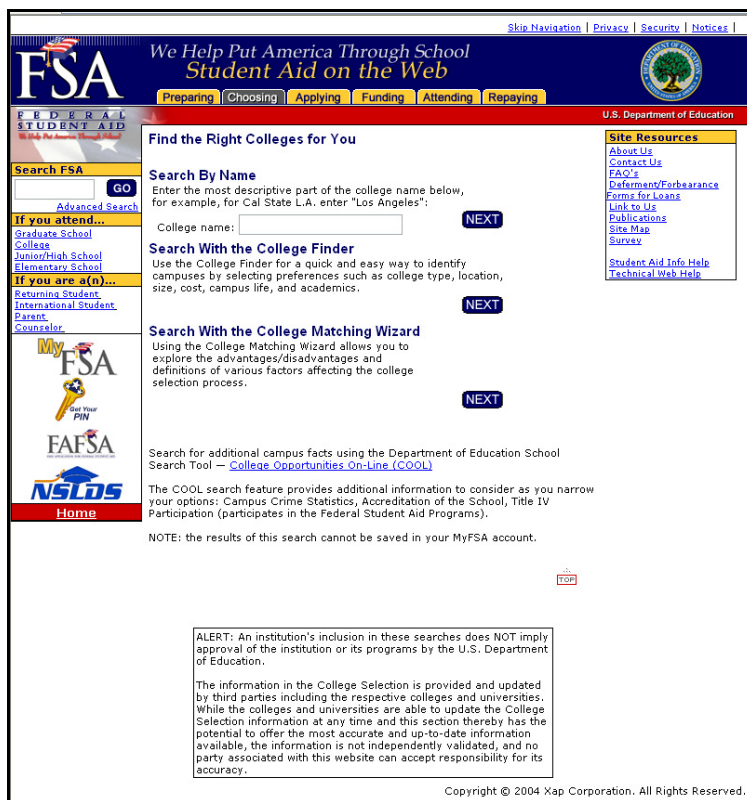 Skip Navigation | Privacy | Security | Notices |
FSA
We Help Put America Through School
Student Aid on the Web
Preparing Choosing Applying Funding Attending Repaying
FEDERAL
STUDENT AID
We Help Put America Through School
U.S. Department of Education
Search FSA
GO
Advanced Search
If you attend...
Graduate School
College
Junior/High School
Elementary School
If you are a(n)...
Returning Student
International Student
Parent
Counselor
My FSA
Get Your
PIN
FAFSA
NSLDS
Home
Find the Right Colleges for You
Search By Name
Enter the most descriptive part of the college name below,
for example, for Cal State L.A. enter "Los Angeles":
College name:
NEXT
Search With the College Finder
Use the College Finder for a quick and easy way to identify
campuses by selecting preferences such as college type, location,
size, cost, campus life, and academics.
NEXT
Search With the College Matching Wizard
Using the College Matching Wizard allows you to
explore the advantages/disadvantages and
definitions of various factors affecting the college
selection process.
NEXT
Search for additional campus facts using the Department of Education School
Search Tool — College Opportunities On-Line (COOL)
The COOL search feature provides additional information to consider as you narrow
your options: Campus Crime Statistics, Accreditation of the School, Title IV
Participation (participates in the Federal Student Aid Programs).
NOTE: the results of this search cannot be saved in your MyFSA account.
TOP
Site Resources
About Us
Contact Us
FAQ's
Deferment/Forbearance
Forms for Loans
Link to Us
Publications
Site Map
Survey
Student Aid Info Help
Technical Web Help
ALERT: An institution's inclusion in these searches does NOT imply
approval of the institution or its programs by the U.S. Department
of Education.
The information in the College Selection is provided and updated
by third parties including the respective colleges and universities.
While the colleges and universities are able to update the College
Selection information at any time and this section thereby has the
potential to offer the most accurate and up-to-date information
available, the information is not independently validated, and no
party associated with this website can accept responsibility for its
accuracy.
Copyright © 2004 Xap Corporation. All Rights Reserved.